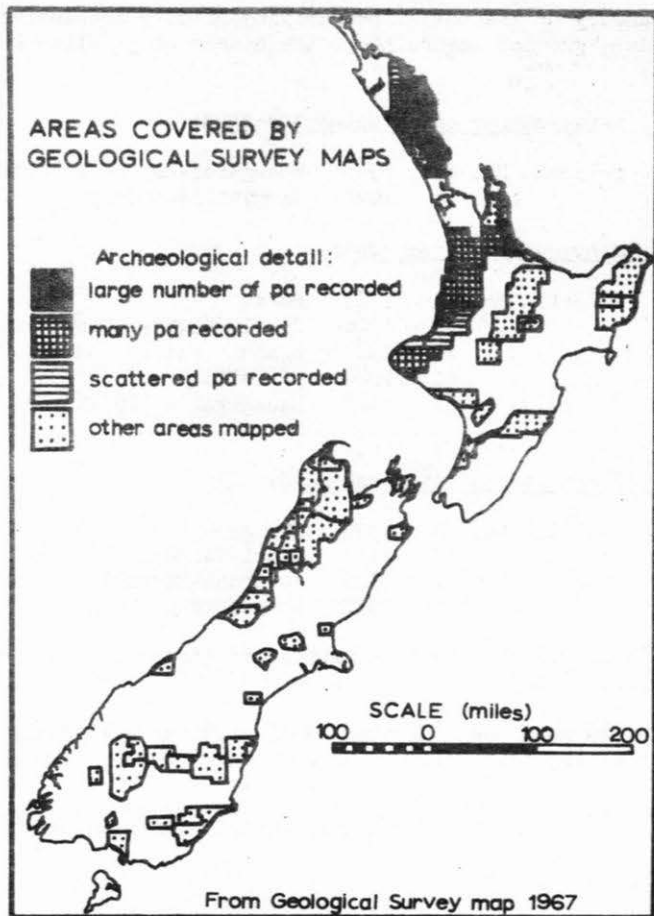 AREAS COVERED BY
GEOLOGICAL SURVEY MAPS
Archaeological detail:
large number of pa recorded
many pa recorded
scattered pa recorded
other areas mapped
SCALE (miles)
100 0 100 200
From Geological Survey map 1967